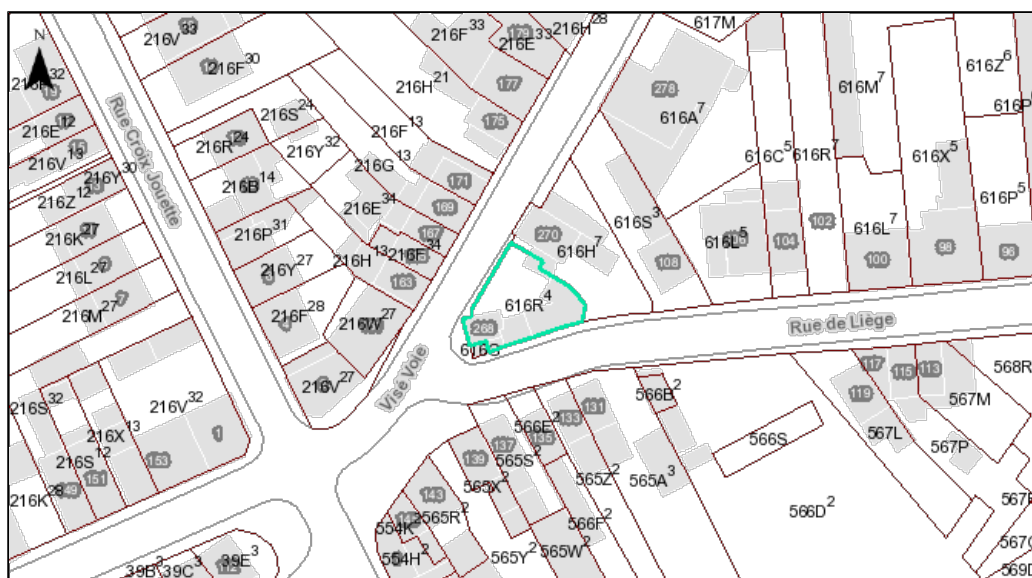 N
216V³³
216F³⁰
216F³³
216E³³
179
216H²⁸
617M
177
216H²¹
175
278
616A⁷
616M⁷
616Z⁶
216E¹²
216V¹³
216S²⁴
216Y³²
216F¹³
216G¹³
216B¹⁴
216Y³⁰
216Z¹²
Rue Croix Jouette
171
169
167
216E³⁴
216P³¹
216K²⁷
216L²⁷
7
216M²⁷
216Y²⁷
216H¹³
163
216F²⁸
216W²⁷
216V²⁷
616C⁵
616R⁷
616X⁵
616P⁵
616S³
616L⁵
104
102
616L⁷
100
98
96
108
270
616H⁷
616R⁴
268
Rue de Liège
Visé Voie
216S³²
216V³²
216X¹³
216S¹²
1
153
151
216K²⁸
566B²
566E²
133
131
137
135
139
565S²
565X²
565Z²
565A³
566S
566D²
566F²
143
565R²
554K²
554H²
565Y²
565W²
117
115
113
119
567L
567M
567P
568R
39B³
39C³
39E³